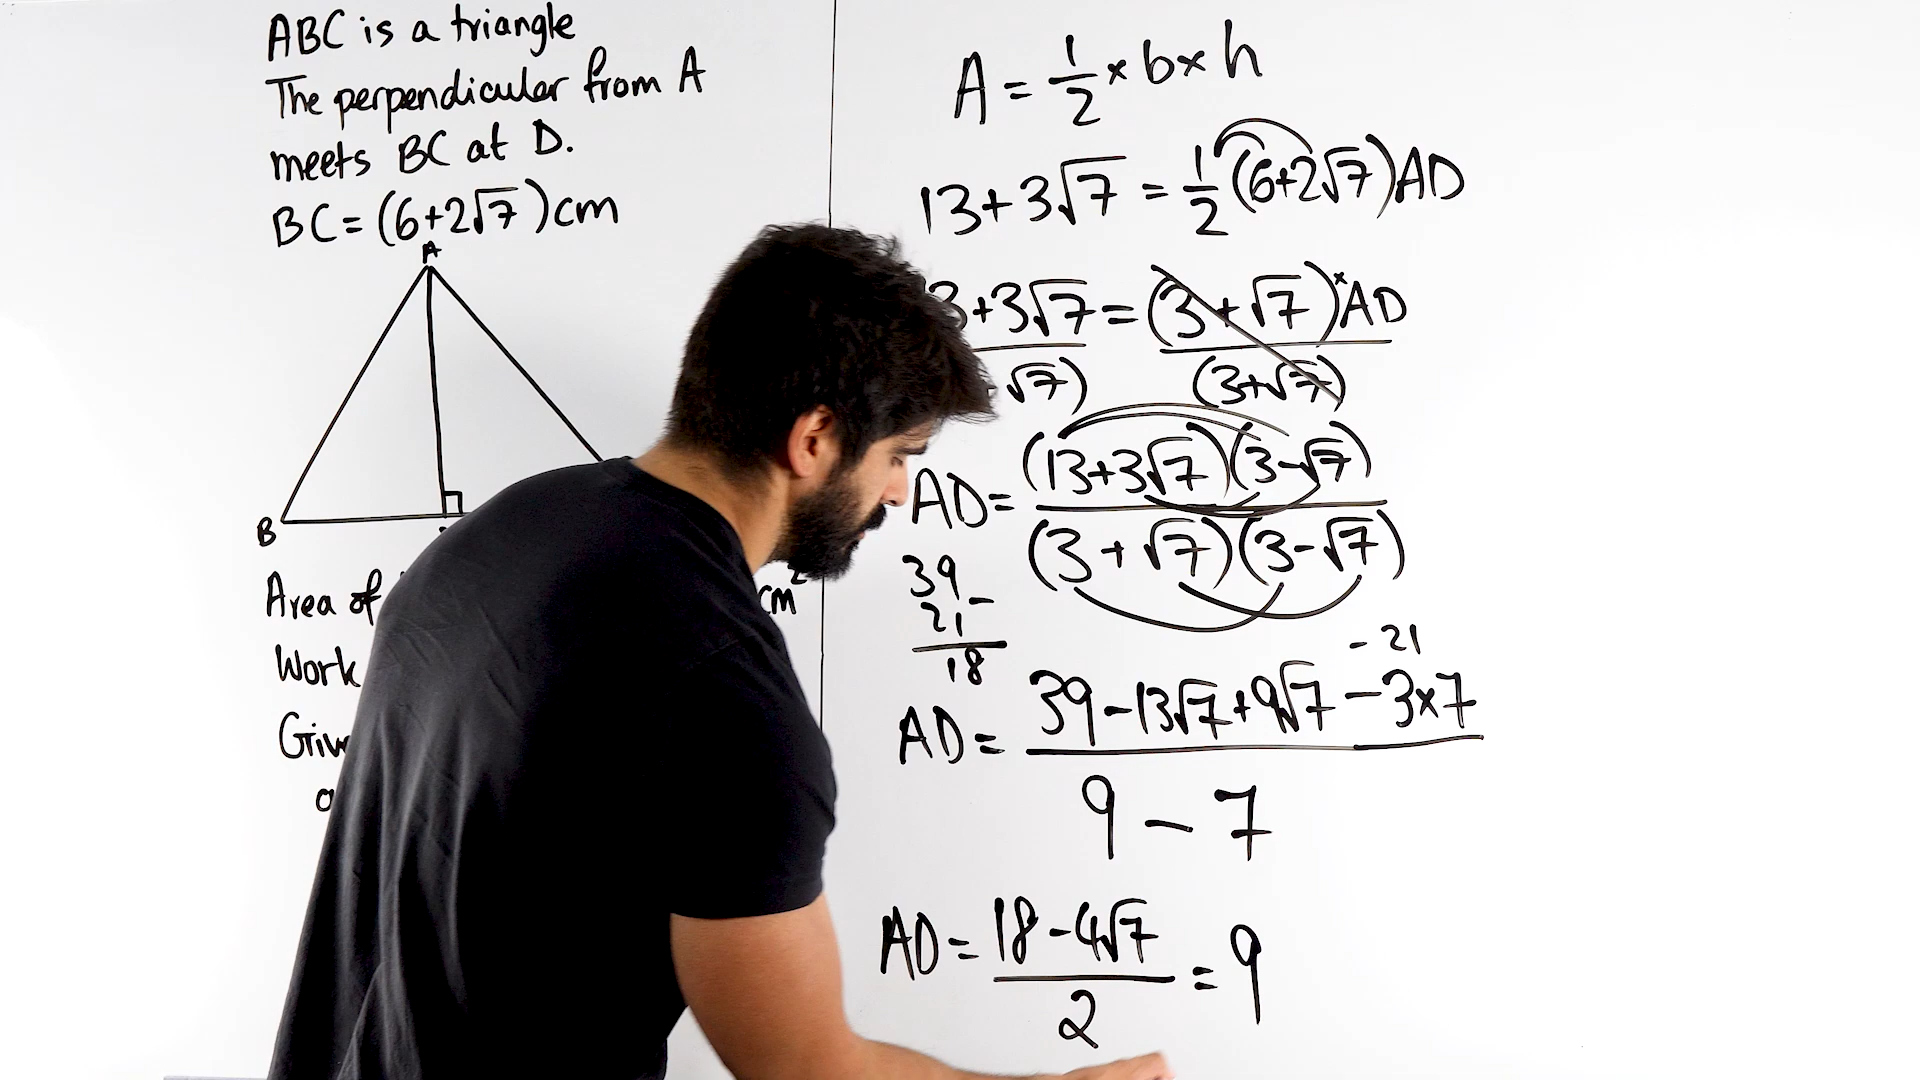 ABC is a triangle
The perpendicular from A
meets BC at D.
BC = (6+2√7) cm
A
B
Area of
cm²
Work
A = 1/2 × b × h
13+3√7 = 1/2 (6+2√7) AD
3+3√7 = (3+√7) × AD
√7) (3+√7)
AD = (13+3√7)(3-√7)
(3+√7)(3-√7)
39
21 -
18
- 21
AD = 39-13√7+9√7-3×7
9 - 7
AD = 18-4√7 = 9
2